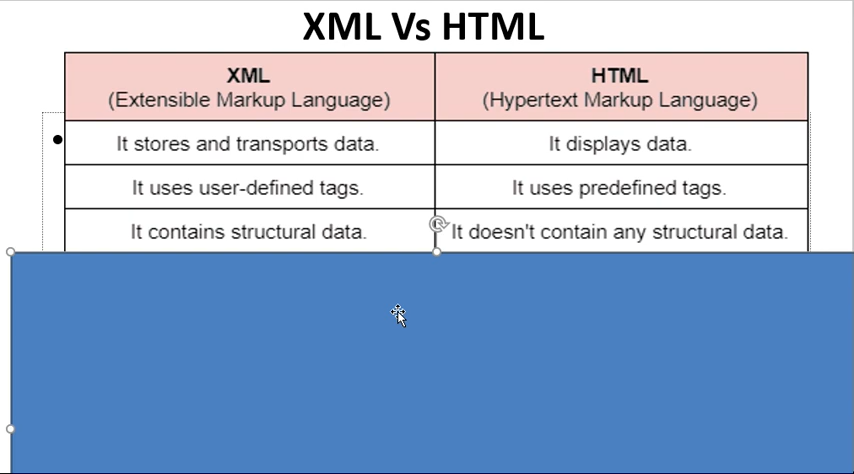 XML Vs HTML
XML
(Extensible Markup Language)
HTML
(Hypertext Markup Language)
It stores and transports data.
It displays data.
It uses user-defined tags.
It uses predefined tags.
It contains structural data.
It doesn't contain any structural data.